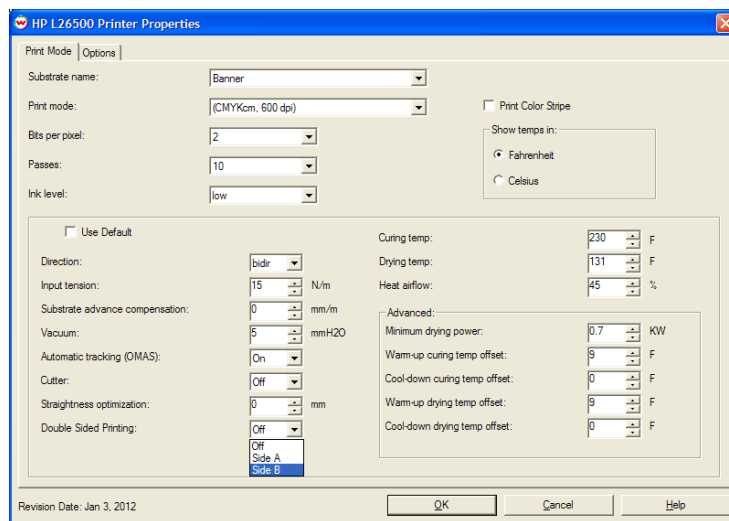 HP L26500 Printer Properties
Print Mode
Options
Substrate name:
Banner
Print mode:
(CMYKcm, 600 dpi)
Print Color Stripe
Bits per pixel:
2
Show temps in:
Passes:
10
Fahrenheit
Celsius
Ink level:
low
Use Default
Direction:
bidir
Input tension:
15
N/m
Substrate advance compensation:
0
mm/m
Vacuum:
5
mmH2O
Automatic tracking (OMAS):
On
Cutter:
Off
Straightness optimization:
0
mm
Double Sided Printing:
Off
Off
Side A
Side B
Curing temp:
230
F
Drying temp:
131
F
Heat airflow:
45
%
Advanced:
Minimum drying power:
0.7
KW
Warm-up curing temp offset:
9
F
Cool-down curing temp offset:
0
F
Warm-up drying temp offset:
9
F
Cool-down drying temp offset:
0
F
Revision Date: Jan 3, 2012
OK
Cancel
Help